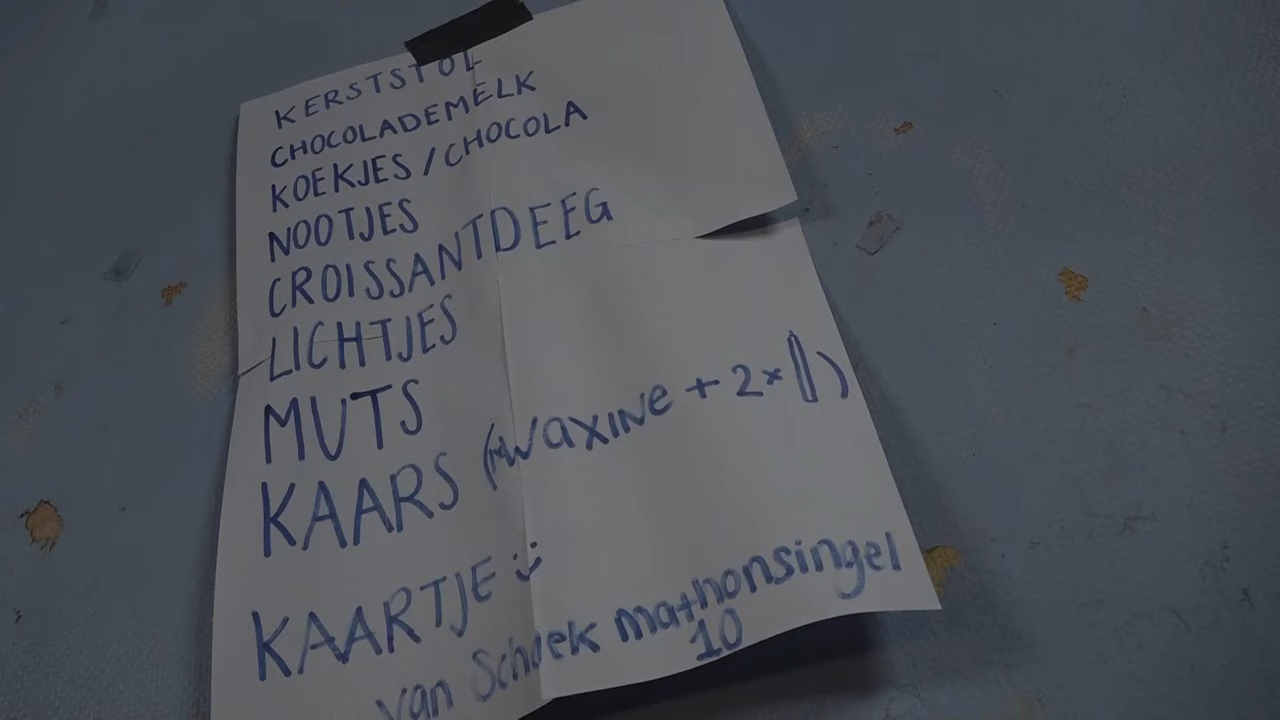 KERSTSTOL
CHOCOLADEMELK
KOEKJES / CHOCOLA
NOOTJES
CROISSANTDEEG
LICHTJES
MUTS
KAARS (WAXINE + 2x )
KAARTJE :)
van Schoek mathonsingel
10